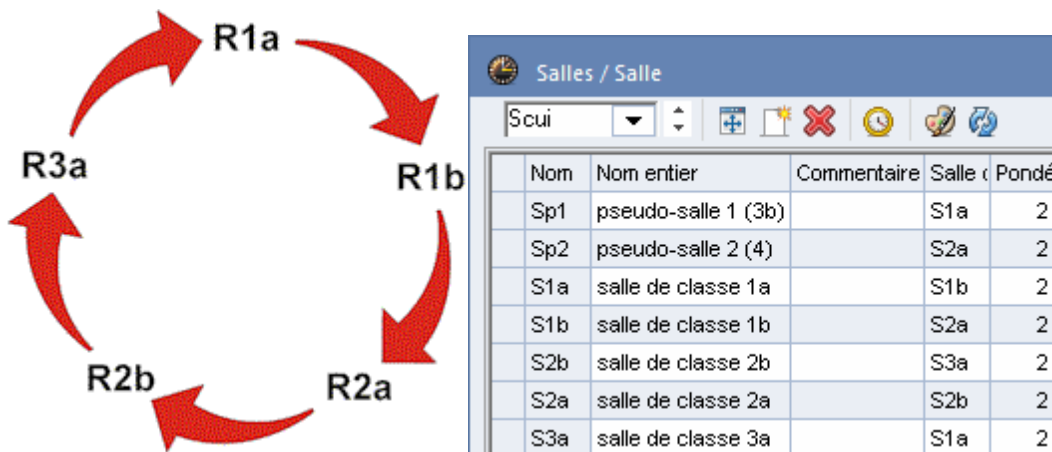 R1a
R1b
R2a
R2b
R3a
Salles / Salle
Scui
Nom Nom entier Commentaire Salle Pondé
Sp1 pseudo-salle 1 (3b) S1a 2
Sp2 pseudo-salle 2 (4) S2a 2
S1a salle de classe 1a S1b 2
S1b salle de classe 1b S2a 2
S2b salle de classe 2b S3a 2
S2a salle de classe 2a S2b 2
S3a salle de classe 3a S1a 2